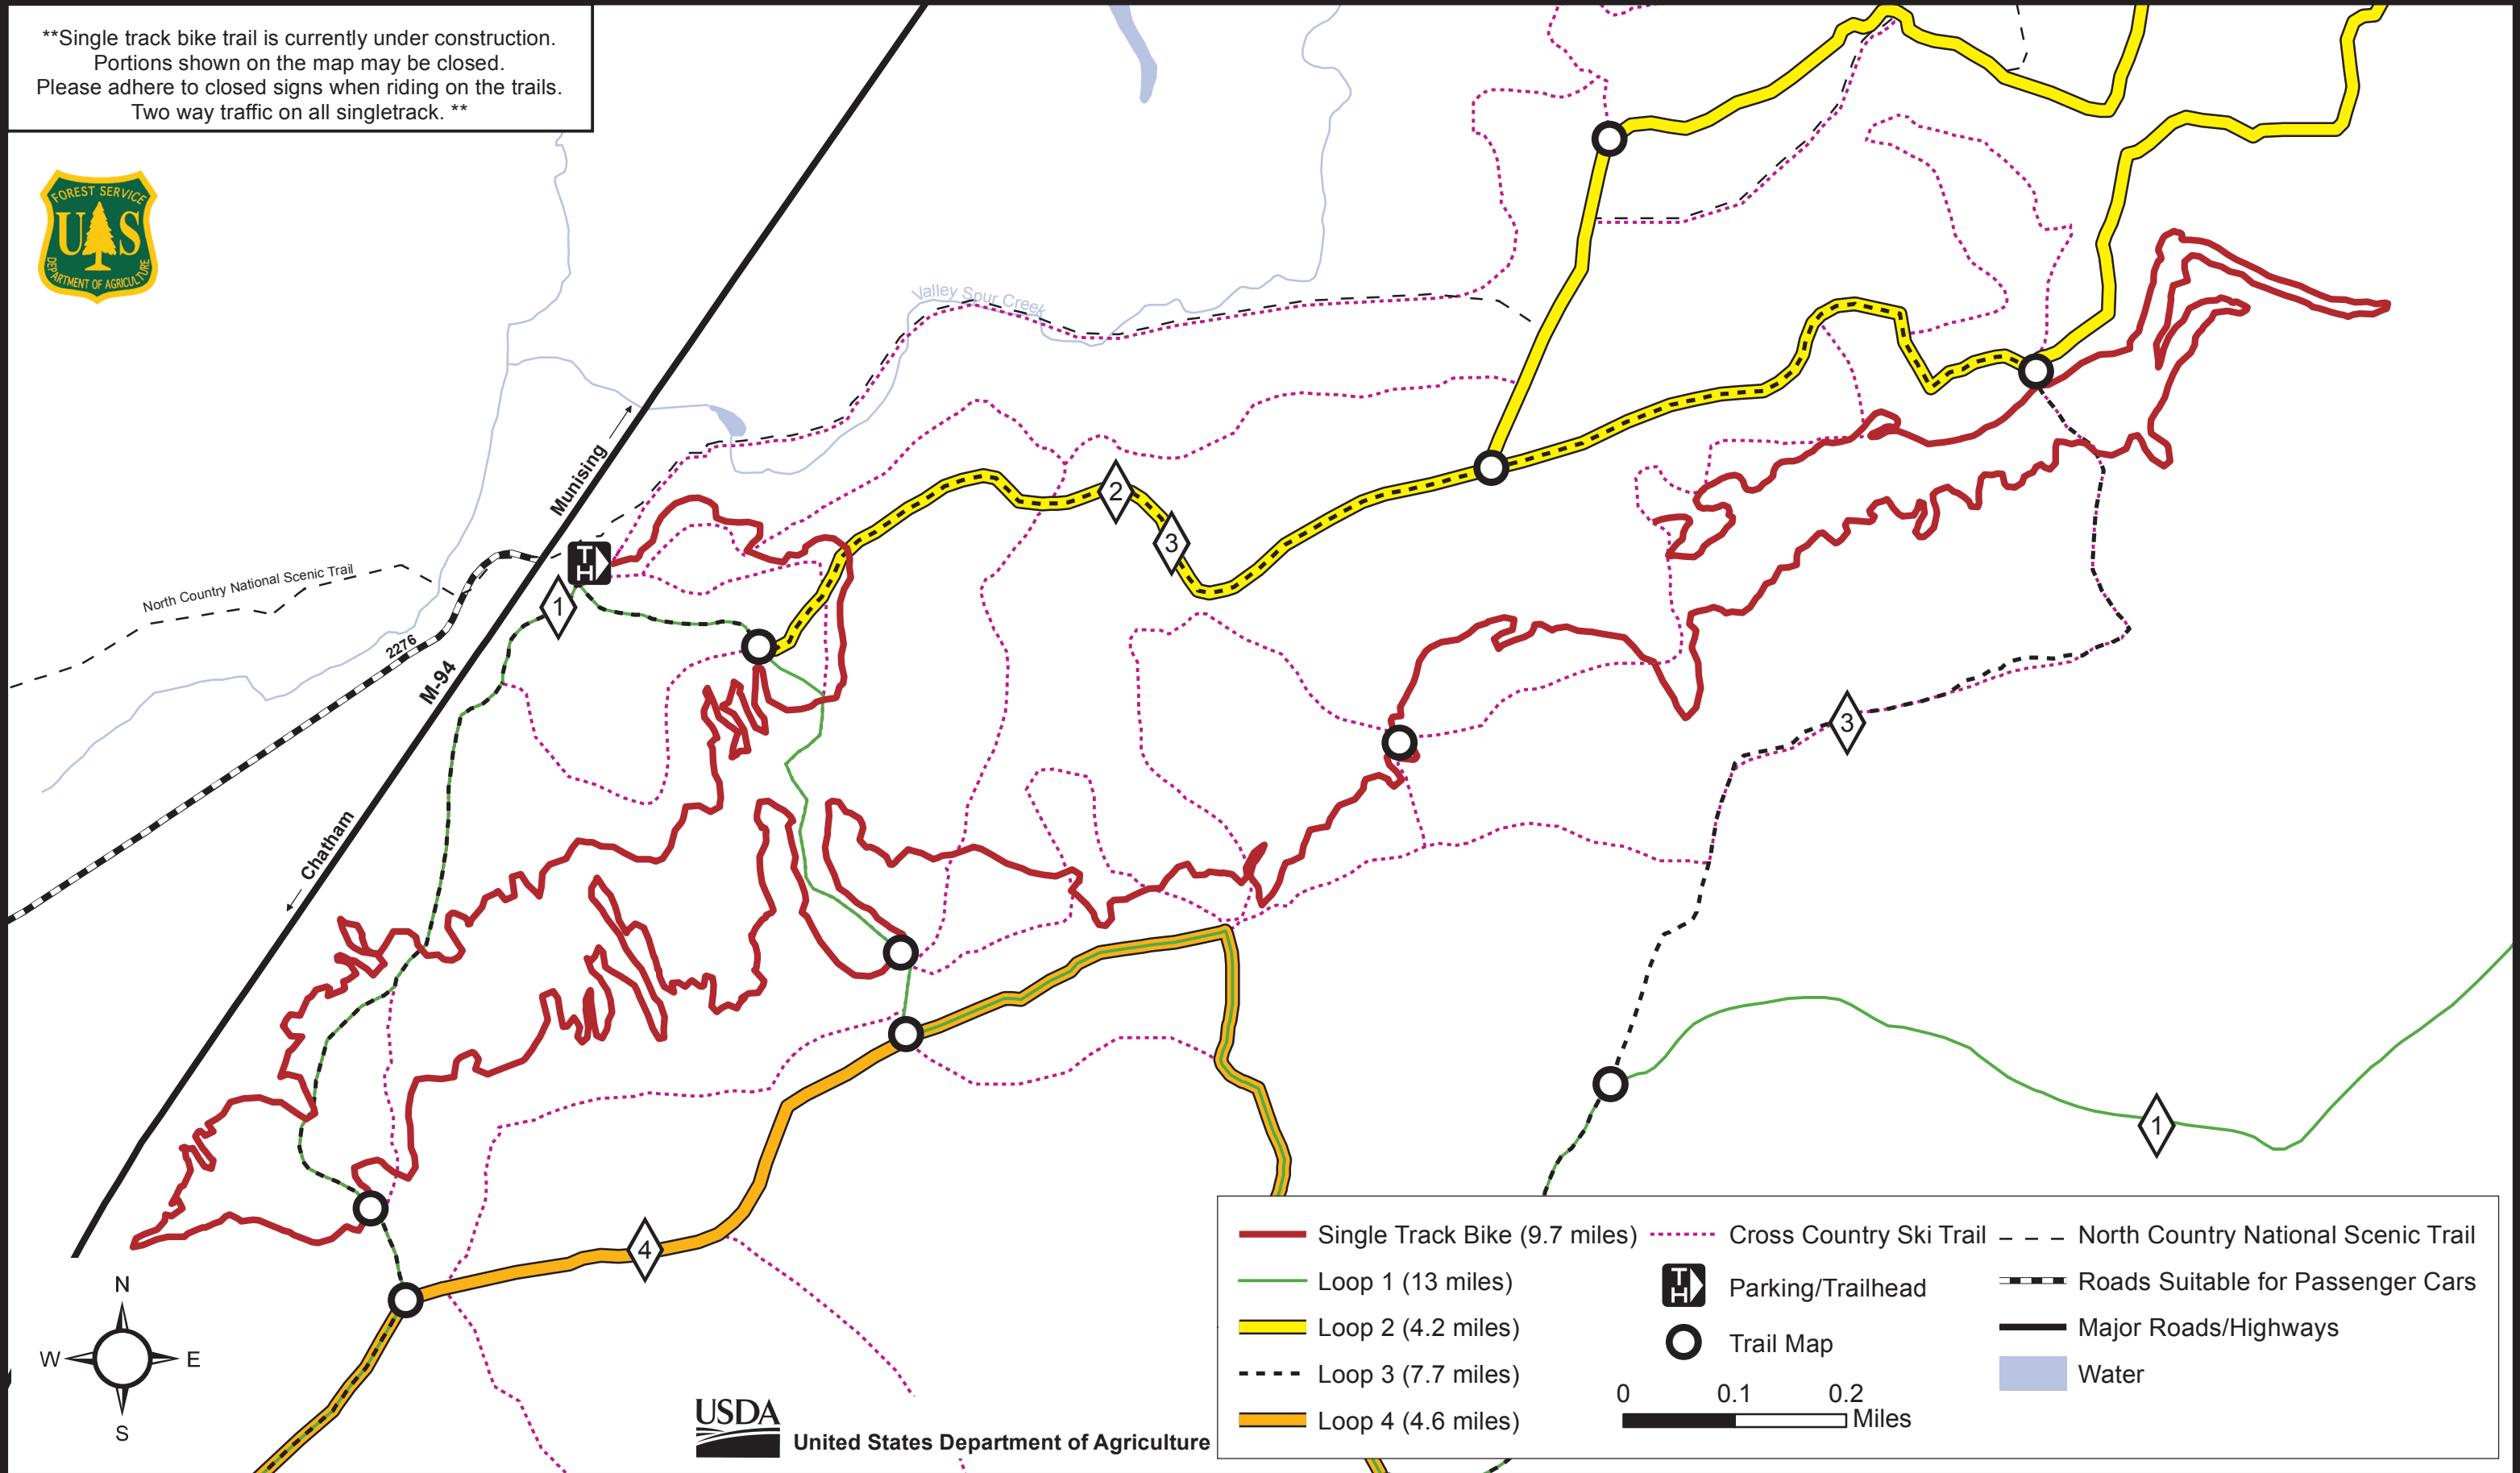 **Single track bike trail is currently under construction.
Portions shown on the map may be closed.
Please adhere to closed signs when riding on the trails.
Two way traffic on all singletrack. **
FOREST SERVICE
U S
DEPARTMENT OF AGRICULTURE
Valley Spur Creek
Munising
2
3
T
H
North Country National Scenic Trail
1
2276
M-94
3
Chatham
1
4
N
W E
S
Single Track Bike (9.7 miles)
Loop 1 (13 miles)
Loop 2 (4.2 miles)
Loop 3 (7.7 miles)
Loop 4 (4.6 miles)
Cross Country Ski Trail
T
H
Parking/Trailhead
Trail Map
0 0.1 0.2
Miles
North Country National Scenic Trail
Roads Suitable for Passenger Cars
Major Roads/Highways
Water
USDA
United States Department of Agriculture